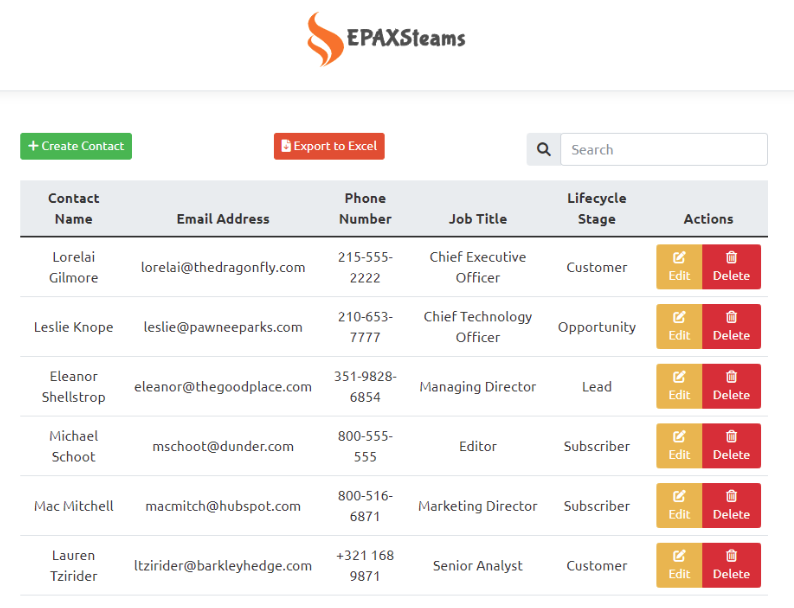 EPAXSteams
Create Contact
Export to Excel
Search
Contact Name Email Address Phone Number Job Title Lifecycle Stage Actions
Lorelai Gilmore lorelai@thedragonfly.com 215-555-2222 Chief Executive Officer Customer Edit Delete
Leslie Knope leslie@pawneeparks.com 210-653-7777 Chief Technology Officer Opportunity Edit Delete
Eleanor Shellstrop eleanor@thegoodplace.com 351-9828-6854 Managing Director Lead Edit Delete
Michael Schoot mschoot@dunder.com 800-555-555 Editor Subscriber Edit Delete
Mac Mitchell macmitch@hubspot.com 800-516-6871 Marketing Director Subscriber Edit Delete
Lauren Tzirider ltzirider@barkleyhedge.com +321 168 9871 Senior Analyst Customer Edit Delete